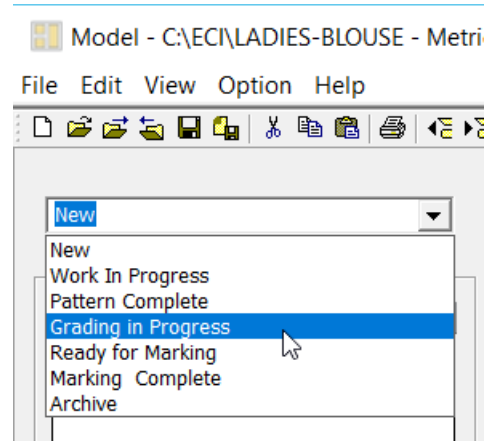 Model - C:\ECI\LADIES-BLOUSE - Metri
File Edit View Option Help
New
New
Work In Progress
Pattern Complete
Grading in Progress
Ready for Marking
Marking  Complete
Archive